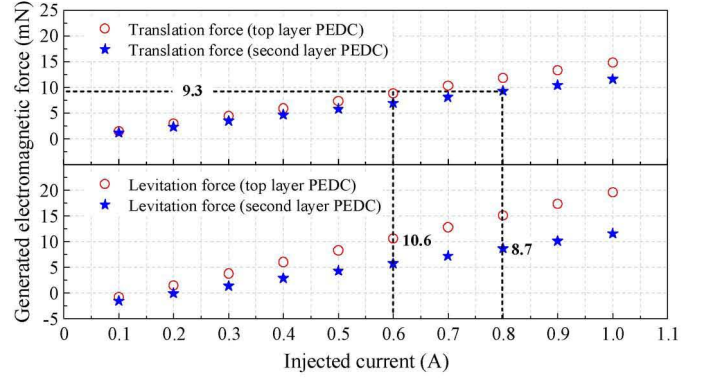 Generated electromagnetic force (mN)
25
20
15
10
5
0
Translation force (top layer PEDC)
Translation force (second layer PEDC)
9.3
20
15
10
5
0
-5
Levitation force (top layer PEDC)
Levitation force (second layer PEDC)
10.6
8.7
0 0.1 0.2 0.3 0.4 0.5 0.6 0.7 0.8 0.9 1.0 1.1
Injected current (A)